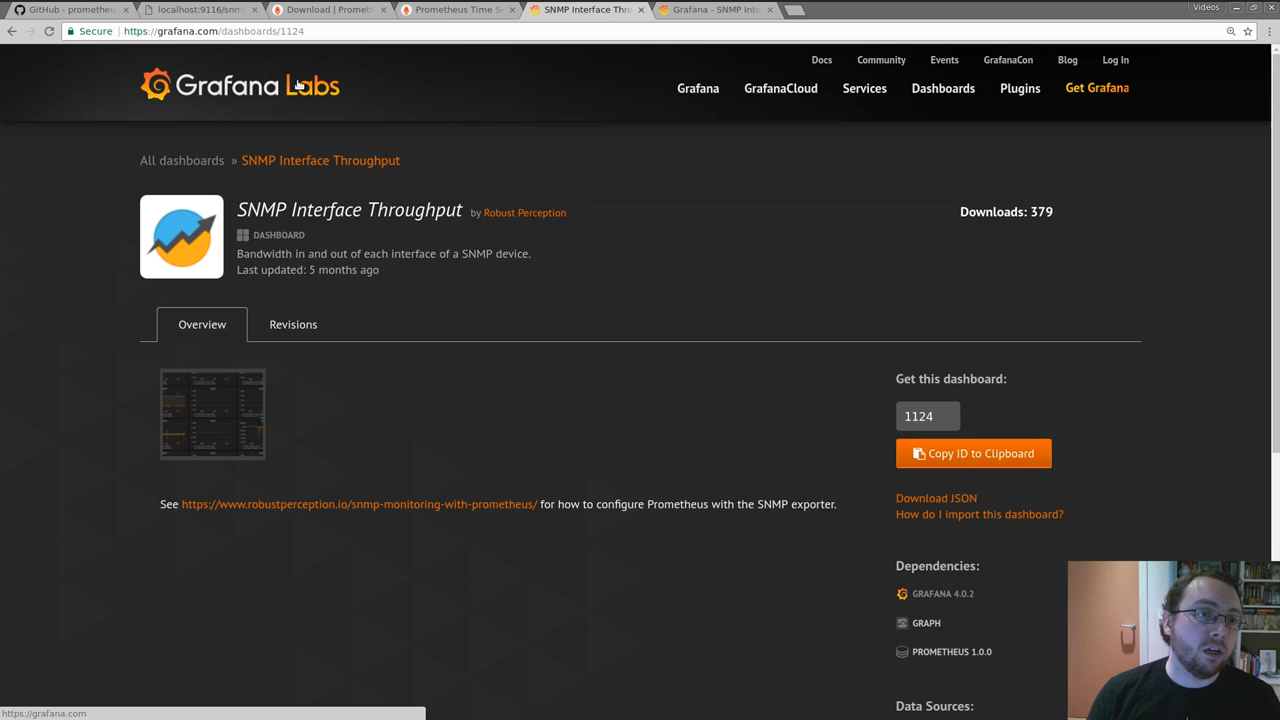 GitHub - prometheu
localhost:9116/snm
Download | Prometh
Prometheus Time S
SNMP Interface Thro
Grafana - SNMP Int
Videos
Secure
https://grafana.com/dashboards/1124
Docs Community Events GrafanaCon Blog Log In
Grafana Labs
Grafana GrafanaCloud Services Dashboards Plugins Get Grafana
All dashboards » SNMP Interface Throughput
SNMP Interface Throughput by Robust Perception
Downloads: 379
DASHBOARD
Bandwidth in and out of each interface of a SNMP device.
Last updated: 5 months ago
Overview Revisions
Get this dashboard:
1124
Copy ID to Clipboard
See https://www.robustperception.io/snmp-monitoring-with-prometheus/ for how to configure Prometheus with the SNMP exporter.
Download JSON
How do I import this dashboard?
Dependencies:
GRAFANA 4.0.2
GRAPH
PROMETHEUS 1.0.0
Data Sources:
https://grafana.com